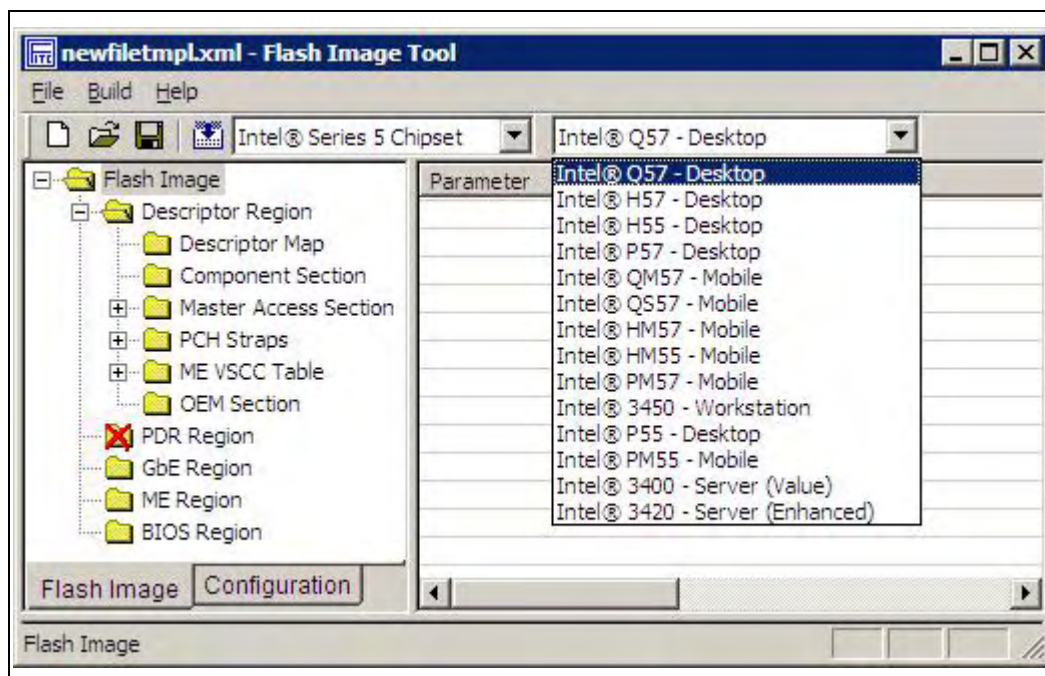 newfiletmpl.xml - Flash Image Tool
File Build Help
Intel® Series 5 Chipset
Intel® Q57 - Desktop
Flash Image
Descriptor Region
Descriptor Map
Component Section
Master Access Section
PCH Straps
ME VSCC Table
OEM Section
PDR Region
GbE Region
ME Region
BIOS Region
Flash Image
Configuration
Parameter
Intel® Q57 - Desktop
Intel® H57 - Desktop
Intel® H55 - Desktop
Intel® P57 - Desktop
Intel® QM57 - Mobile
Intel® QS57 - Mobile
Intel® HM57 - Mobile
Intel® HM55 - Mobile
Intel® PM57 - Mobile
Intel® 3450 - Workstation
Intel® P55 - Desktop
Intel® PM55 - Mobile
Intel® 3400 - Server (Value)
Intel® 3420 - Server (Enhanced)
Flash Image